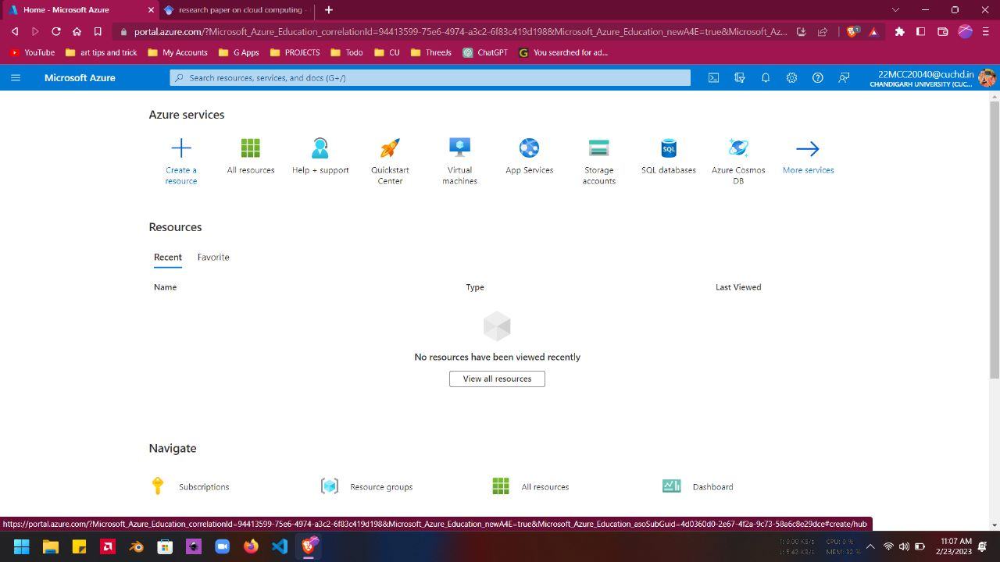 Home - Microsoft Azure
research paper on cloud computing -
portal.azure.com/?Microsoft_Azure_Education_correlationId=94413599-75e6-4974-a3c2-6f83c419d198&Microsoft_Azure_Education_newA4E=true&Microsoft_Az...
1
YouTube
art tips and trick
My Accounts
G Apps
PROJECTS
Todo
CU
ThreeJs
ChatGPT
You searched for ad...
Microsoft Azure
Search resources, services, and docs (G+/)
22MCC20040@cuchd.in
CHANDIGARH UNIVERSITY (CUC...
Azure services
Create a resource
All resources
Help + support
Quickstart Center
Virtual machines
App Services
Storage accounts
SQL
SQL databases
Azure Cosmos DB
More services
Resources
Recent
Favorite
Name
Type
Last Viewed
No resources have been viewed recently
View all resources
Navigate
Subscriptions
Resource groups
All resources
Dashboard
https://portal.azure.com/?Microsoft_Azure_Education_correlationId=94413599-75e6-4974-a3c2-6f83c419d198&Microsoft_Azure_Education_newA4E=true&Microsoft_Azure_Education_asoSubGuid=4d0360d0-2e67-4f2a-9c73-58a6c8e29dce#create/hub
↑: 0.00 KB/s
CPU: 0 %
↓: 5.43 KB/s
MEM: 32 %
11:07 AM
2/23/2023